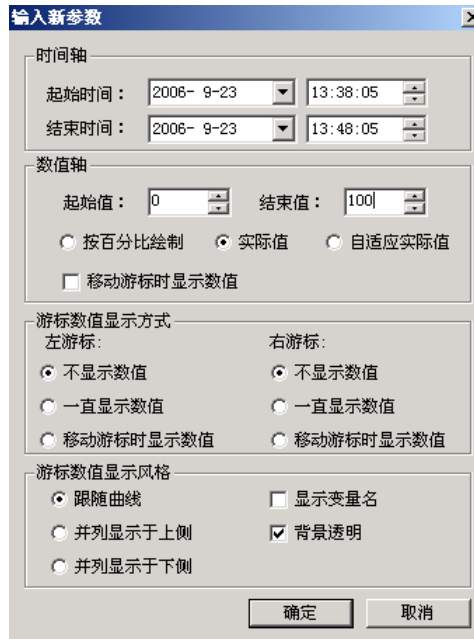 输入新参数
时间轴
起始时间： 2006- 9-23 13:38:05
结束时间： 2006- 9-23 13:48:05
数值轴
起始值： 0 结束值： 100
按百分比绘制 实际值 自适应实际值
移动游标时显示数值
游标数值显示方式
左游标: 右游标:
不显示数值 不显示数值
一直显示数值 一直显示数值
移动游标时显示数值 移动游标时显示数值
游标数值显示风格
跟随曲线 显示变量名
并列显示于上侧 背景透明
并列显示于下侧
确定 取消